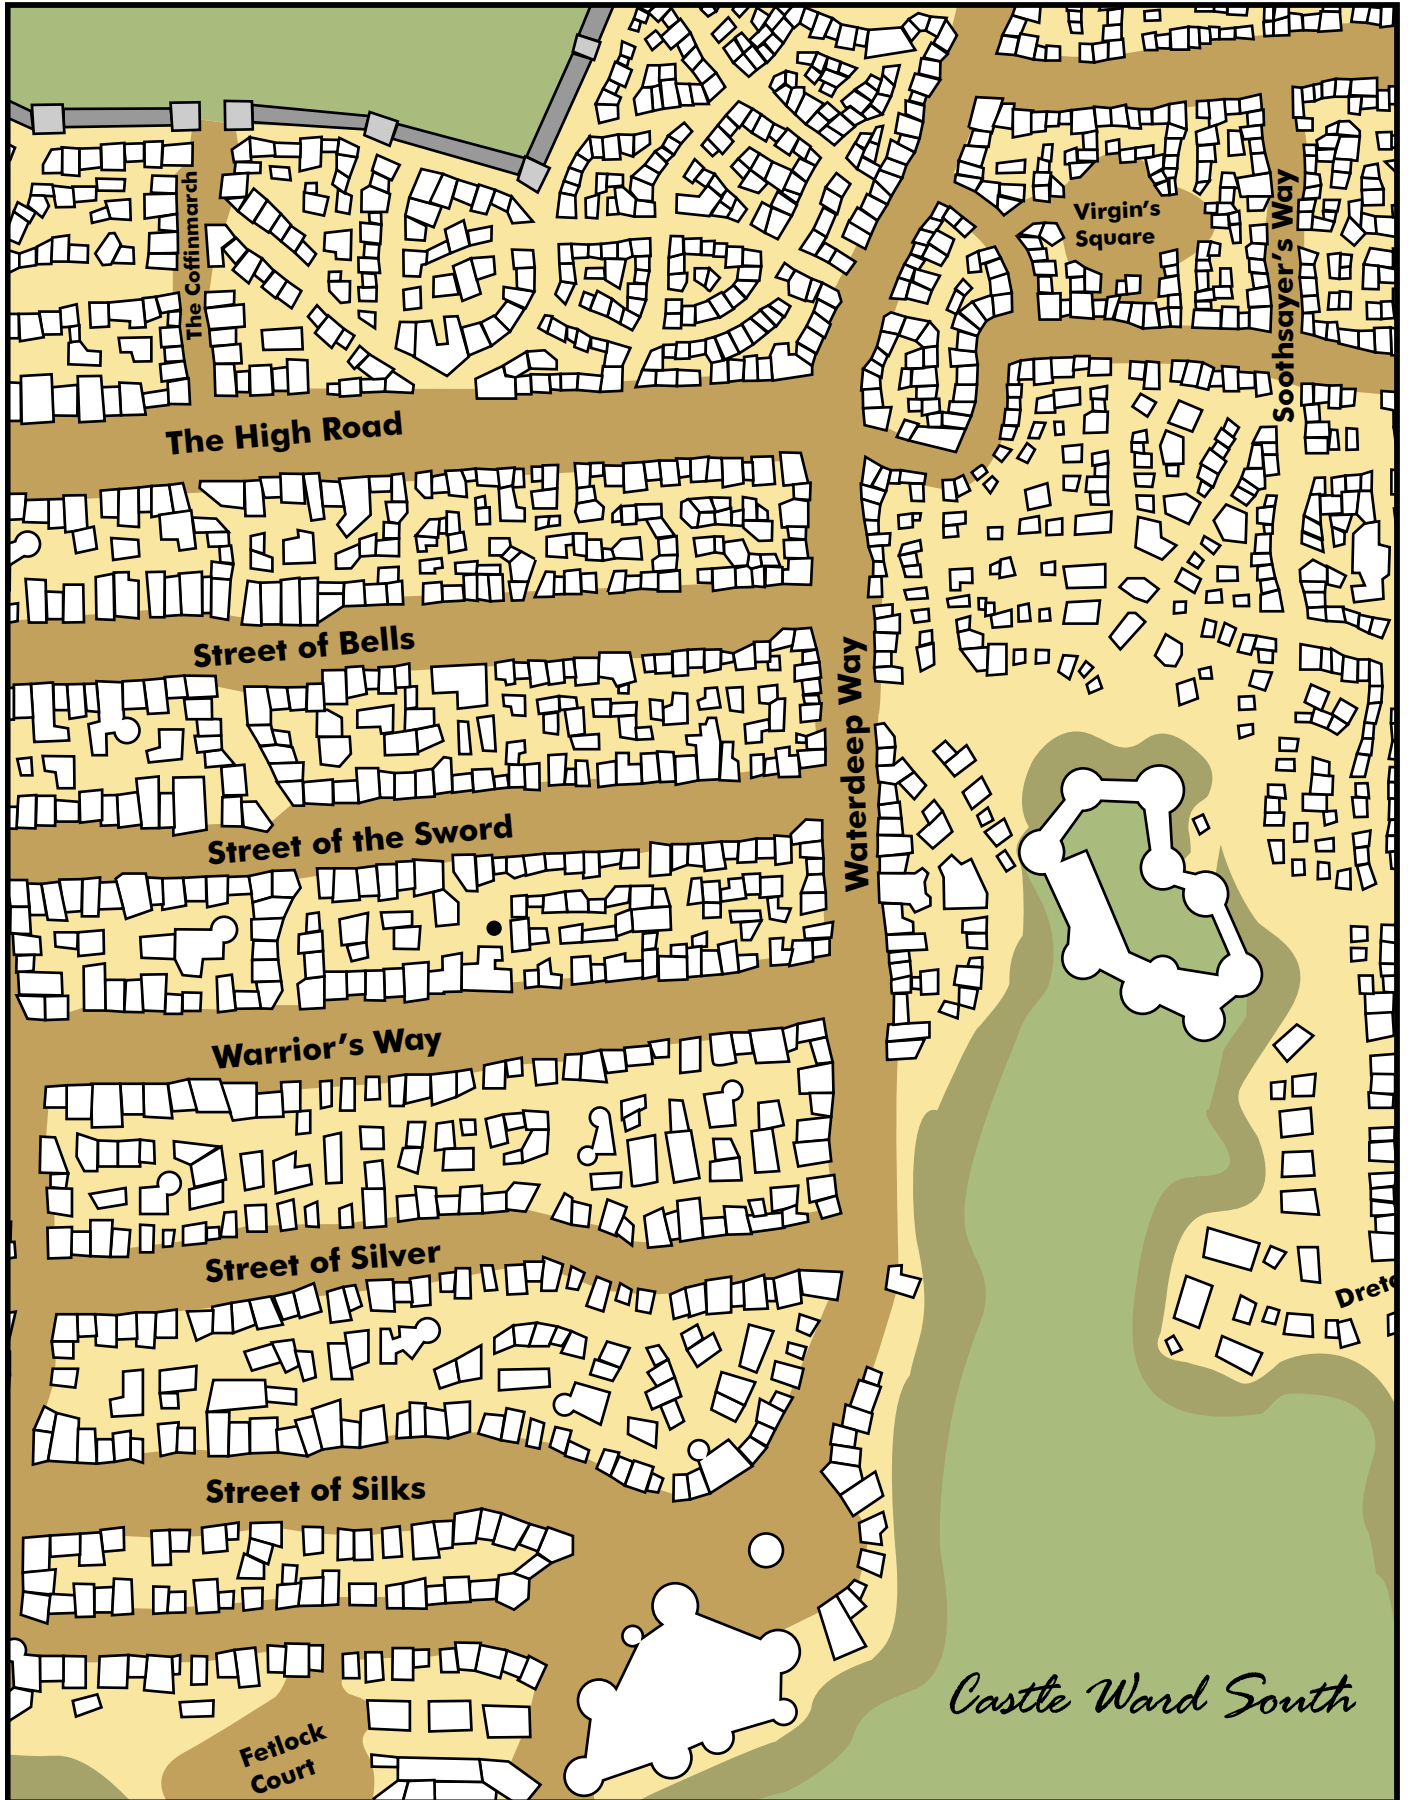 The Coffinmarch
Virgin's
Square
Soothsayer's Way
The High Road
Street of Bells
Waterdeep Way
Street of the Sword
Warrior's Way
Street of Silver
Dretc
Street of Silks
Castle Ward South
Fetlock
Court